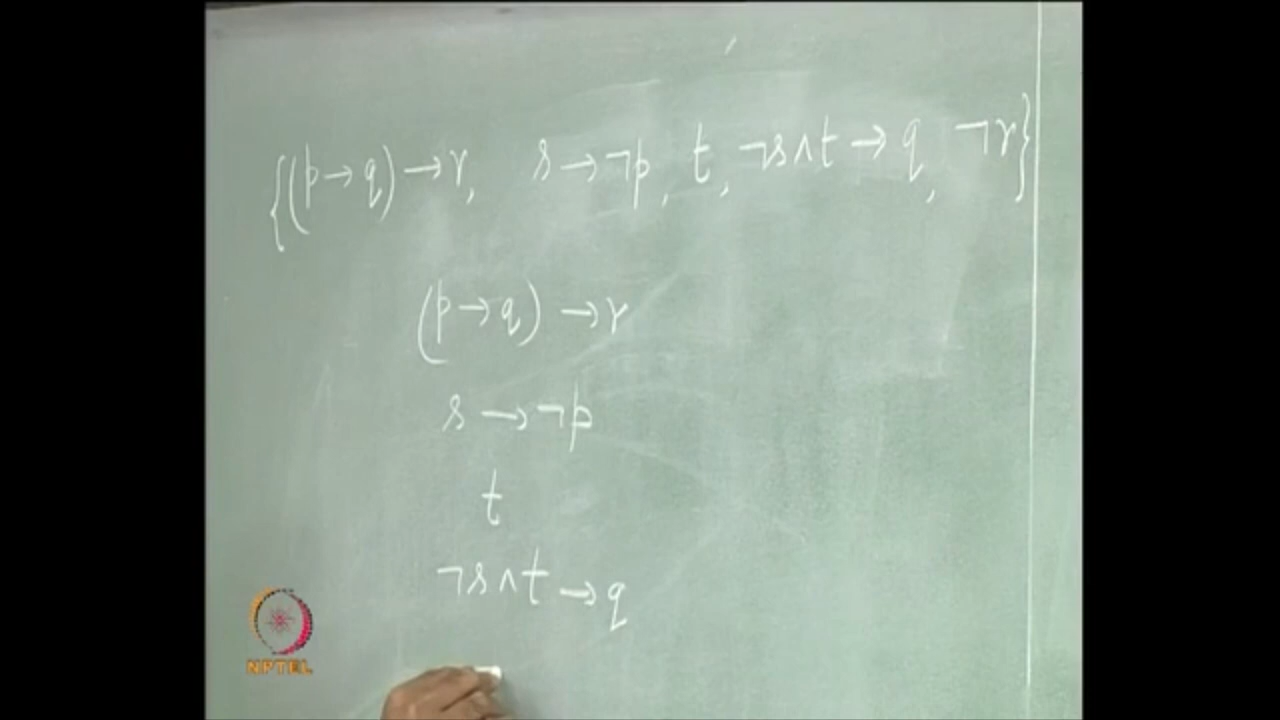 {(p → q) → r, s → ¬p, t, ¬s ∧ t → q, ¬r}
(p → q) → r
s → ¬p
t
¬s ∧ t → q
NPTEL